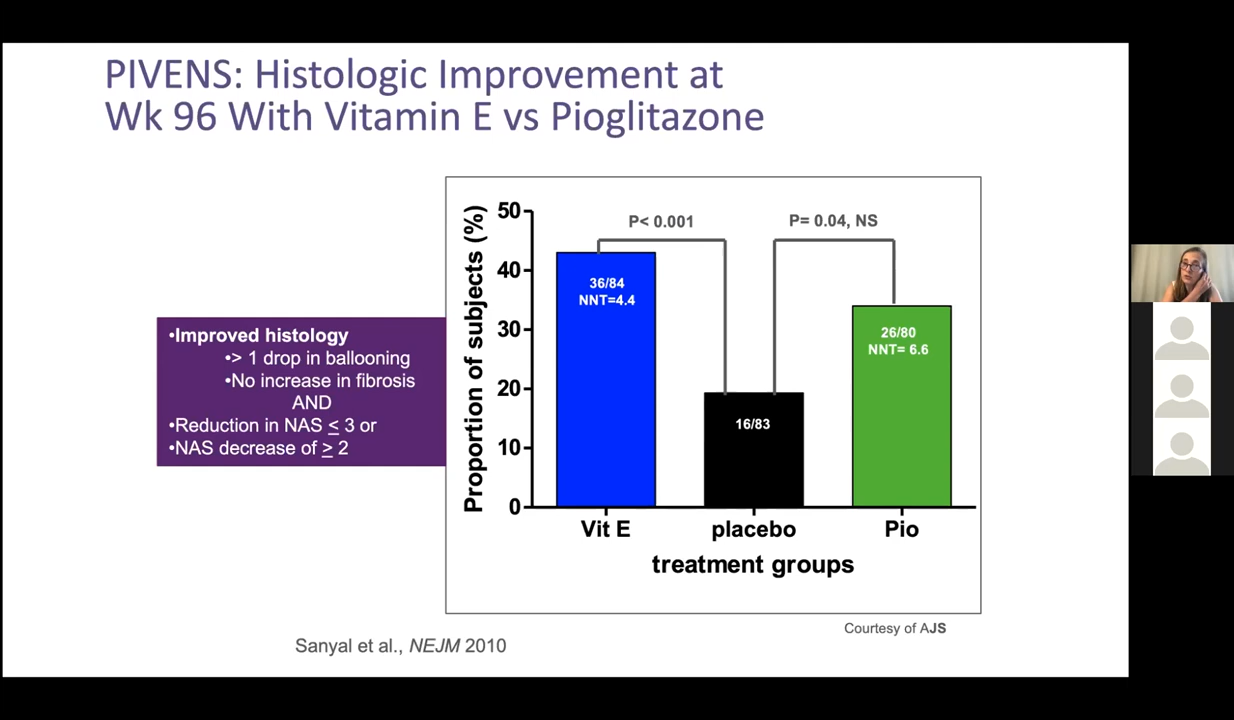 PIVENS: Histologic Improvement at
Wk 96 With Vitamin E vs Pioglitazone
•Improved histology
•> 1 drop in ballooning
•No increase in fibrosis
AND
•Reduction in NAS ≤ 3 or
•NAS decrease of ≥ 2
Proportion of subjects (%)
50
40
30
20
10
0
P< 0.001
P= 0.04, NS
36/84
NNT=4.4
16/83
26/80
NNT= 6.6
Vit E
placebo
Pio
treatment groups
Courtesy of AJS
Sanyal et al., NEJM 2010